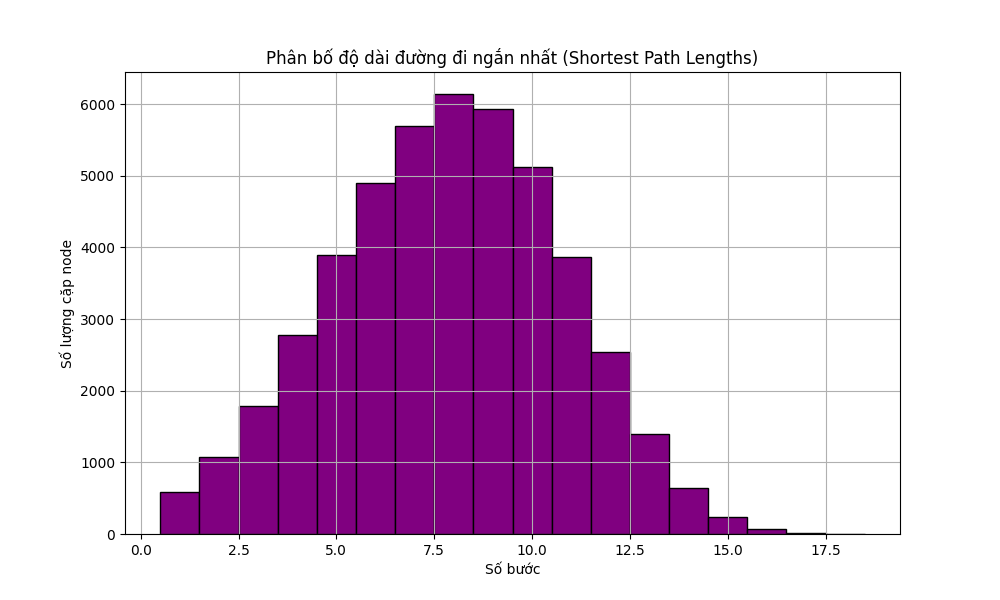 Phân bố độ dài đường đi ngắn nhất (Shortest Path Lengths)
6000
5000
4000
3000
2000
1000
0
Số lượng cặp node
0.0 2.5 5.0 7.5 10.0 12.5 15.0 17.5
Số bước